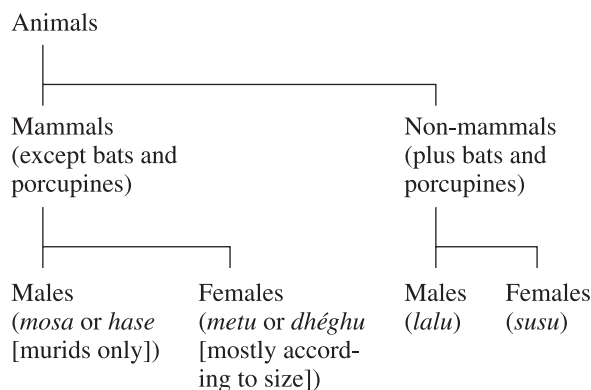 Animals
Mammals
(except bats and
porcupines)
Non-mammals
(plus bats and
porcupines)
Males
(mosa or hase
[murids only])
Females
(metu or dhéghu
[mostly accord-
ing to size])
Males
(lalu)
Females
(susu)